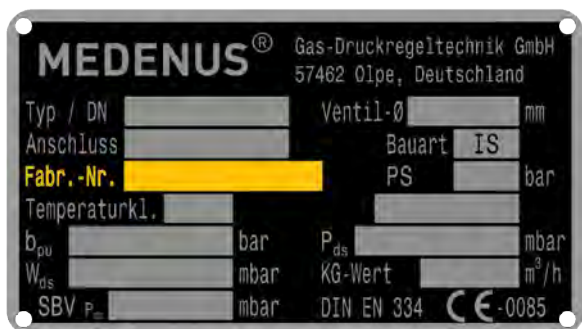 MEDENUS® Gas-Druckregeltechnik GmbH
57462 Olpe, Deutschland
Typ / DN Ventil-Ø mm
Anschluss Bauart IS
Fabr.-Nr. PS bar
Temperaturkl.
bpu bar Pds mbar
Wds mbar KG-Wert m³/h
SBV P= mbar DIN EN 334 CE-0085